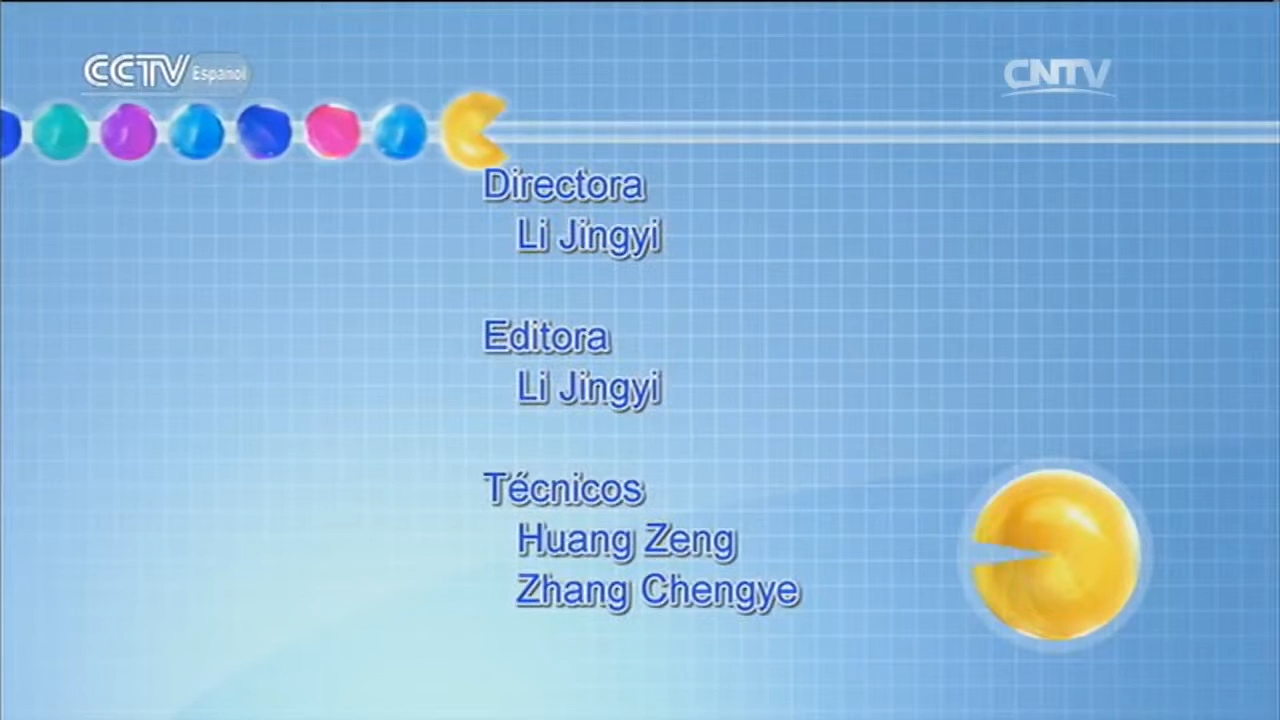 CCTV Español
CNTV
Directora
Li Jingyi
Editora
Li Jingyi
Técnicos
Huang Zeng
Zhang Chengye